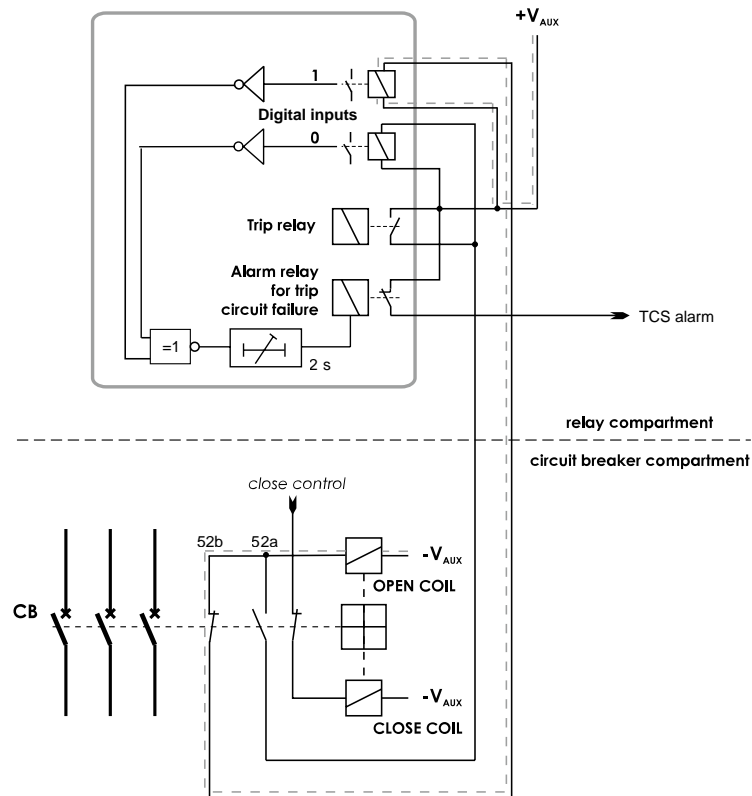 +VAUX
1
Digital inputs
0
Trip relay
Alarm relay
for trip
circuit failure
=1
2 s
TCS alarm
relay compartment
circuit breaker compartment
close control
52b 52a
-VAUX
OPEN COIL
CB
-VAUX
CLOSE COIL